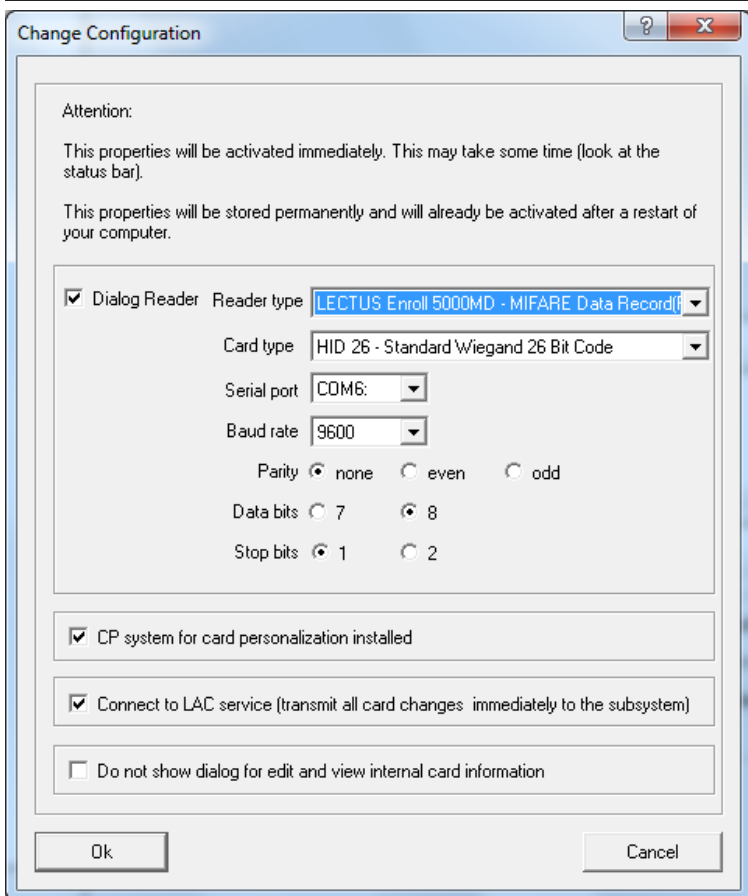 Change Configuration
Attention:
This properties will be activated immediately. This may take some time (look at the
status bar).
This properties will be stored permanently and will already be activated after a restart of
your computer.
Dialog Reader Reader type LECTUS Enroll 5000MD - MIFARE Data Record(
Card type HID 26 - Standard Wiegand 26 Bit Code
Serial port COM6:
Baud rate 9600
Parity none even odd
Data bits 7 8
Stop bits 1 2
CP system for card personalization installed
Connect to LAC service (transmit all card changes immediately to the subsystem)
Do not show dialog for edit and view internal card information
Ok Cancel